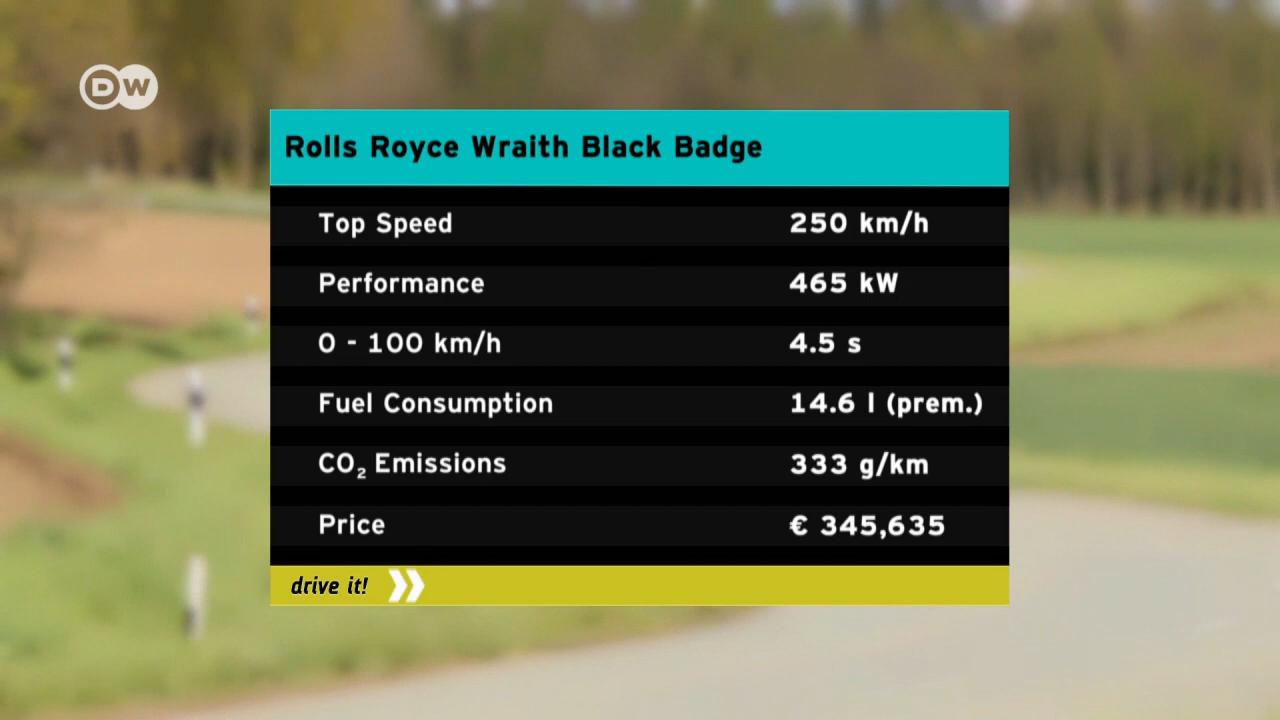 DW
Rolls Royce Wraith Black Badge
Top Speed 250 km/h
Performance 465 kW
0 - 100 km/h 4.5 s
Fuel Consumption 14.6 l (prem.)
CO₂ Emissions 333 g/km
Price € 345,635
drive it!